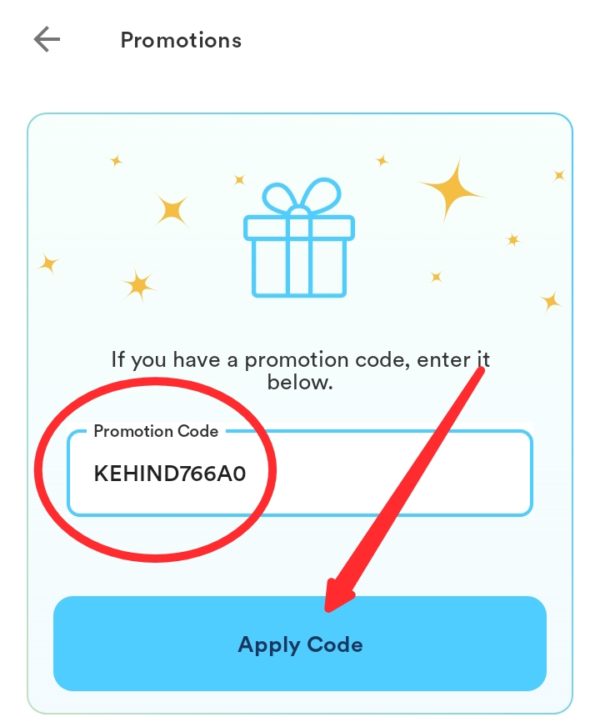 Promotions
If you have a promotion code, enter it
below.
Promotion Code
KEHIND766A0
Apply Code